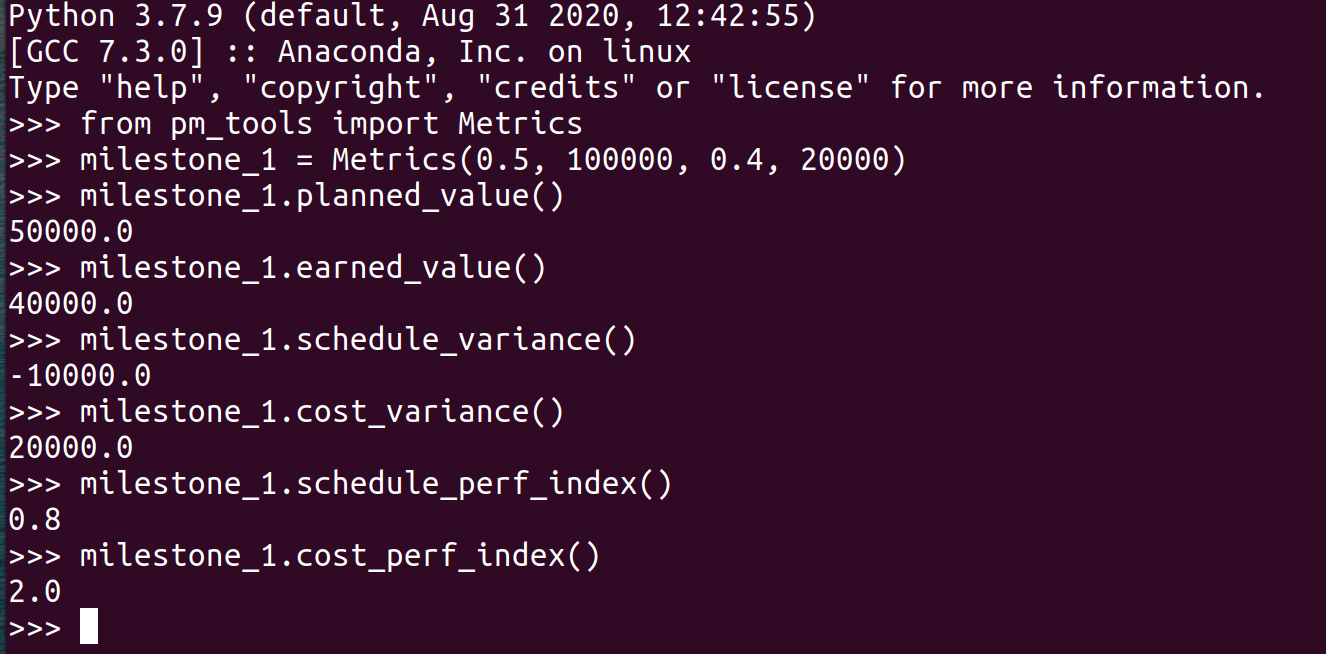 Python 3.7.9 (default, Aug 31 2020, 12:42:55)
[GCC 7.3.0] :: Anaconda, Inc. on linux
Type "help", "copyright", "credits" or "license" for more information.
>>> from pm_tools import Metrics
>>> milestone_1 = Metrics(0.5, 100000, 0.4, 20000)
>>> milestone_1.planned_value()
50000.0
>>> milestone_1.earned_value()
40000.0
>>> milestone_1.schedule_variance()
-10000.0
>>> milestone_1.cost_variance()
20000.0
>>> milestone_1.schedule_perf_index()
0.8
>>> milestone_1.cost_perf_index()
2.0
>>>